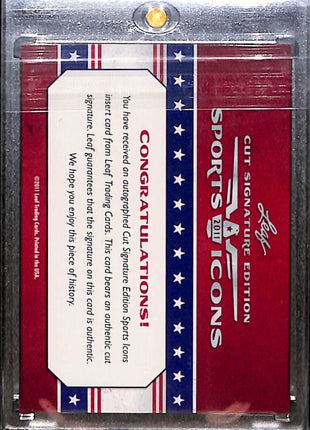 Leaf
CUT SIGNATURE EDITION
SPORTS 2011 ICONS
CONGRATULATIONS!
You have received an autographed Cut Signature Edition Sports Icons
insert card from Leaf Trading Cards. This card bears an authentic cut
signature. Leaf guarantees that the signature on this card is authentic.
We hope you enjoy this piece of history.
©2011 Leaf Trading Cards. Printed in the USA.